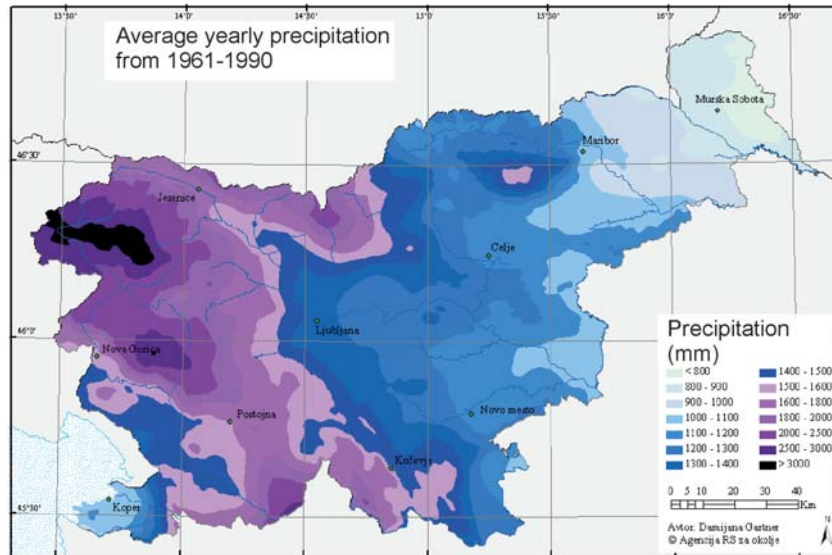 13°30' 14°0' 14°30' 15°0' 15°30' 16°0' 16°30'
Average yearly precipitation
from 1961-1990
Murska Sobota
Maribor
46°30'
Jesenice
Celje
46°0'
Ljubljana
Nova Gorica
Postojna
Novo mesto
Kočevje
45°30'
Koper
Precipitation
(mm)
< 800
800 - 900
900 - 1000
1000 - 1100
1100 - 1200
1200 - 1300
1300 - 1400
1400 - 1500
1500 - 1600
1600 - 1800
1800 - 2000
2000 - 2500
2500 - 3000
> 3000
0 5 10 20 30 40
Km
Avtor: Damijana Gartner
© Agencija RS za okolje